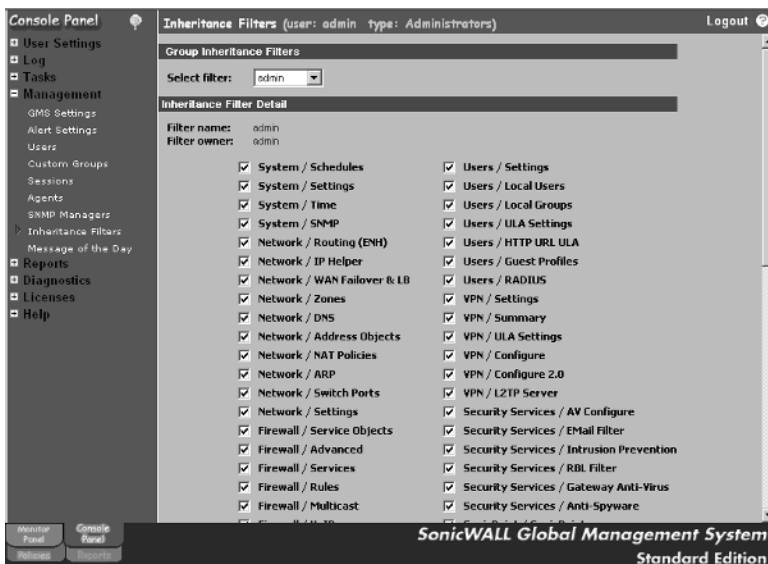 Console Panel
Inheritance Filters (user: admin type: Administrators)
Logout
User Settings
Log
Tasks
Management
GMS Settings
Alert Settings
Users
Custom Groups
Sessions
Agents
SNMP Managers
Inheritance Filters
Message of the Day
Reports
Diagnostics
Licenses
Help
Group Inheritance Filters
Select filter: admin
Inheritance Filter Detail
Filter name: admin
Filter owner: admin
System / Schedules
System / Settings
System / Time
System / SNMP
Network / Routing (ENH)
Network / IP Helper
Network / WAN Failover & LB
Network / Zones
Network / DNS
Network / Address Objects
Network / NAT Policies
Network / ARP
Network / Switch Ports
Network / Settings
Firewall / Service Objects
Firewall / Advanced
Firewall / Services
Firewall / Rules
Firewall / Multicast
Users / Settings
Users / Local Users
Users / Local Groups
Users / ULA Settings
Users / HTTP URL ULA
Users / Guest Profiles
Users / RADIUS
VPN / Settings
VPN / Summary
VPN / ULA Settings
VPN / Configure
VPN / Configure 2.0
VPN / L2TP Server
Security Services / AV Configure
Security Services / EMail Filter
Security Services / Intrusion Prevention
Security Services / RBL Filter
Security Services / Gateway Anti-Virus
Security Services / Anti-Spyware
Monitor Panel
Console Panel
Policies
Reports
SonicWALL Global Management System
Standard Edition